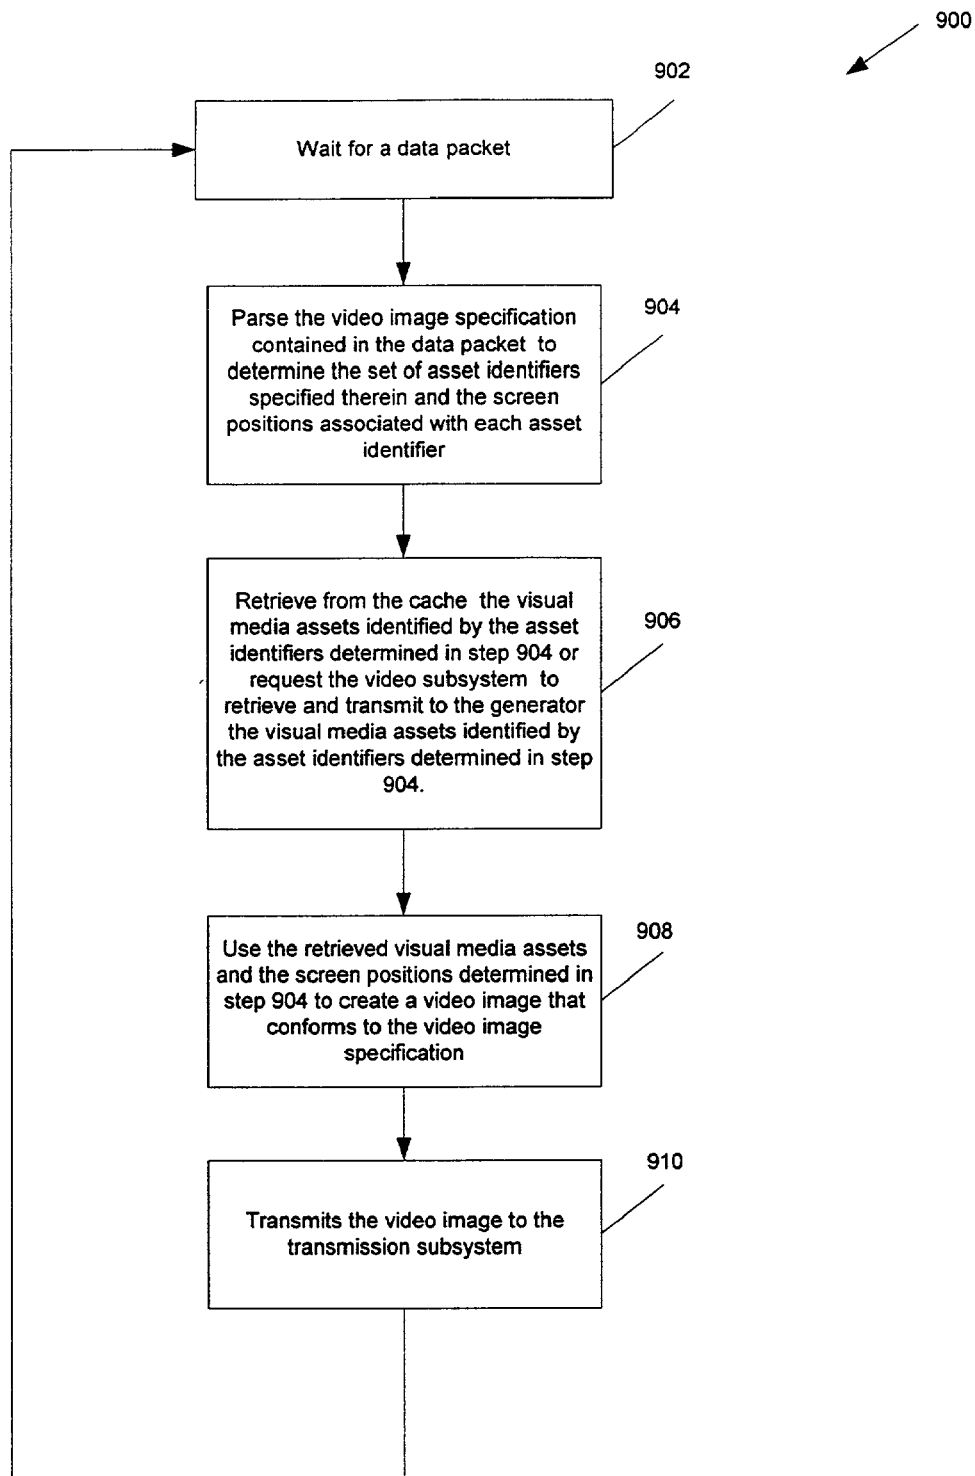 900
902
Wait for a data packet
904
Parse the video image specification
contained in the data packet to
determine the set of asset identifiers
specified therein and the screen
positions associated with each asset
identifier
906
Retrieve from the cache the visual
media assets identified by the asset
identifiers determined in step 904 or
request the video subsystem to
retrieve and transmit to the generator
the visual media assets identified by
the asset identifiers determined in step
904.
908
Use the retrieved visual media assets
and the screen positions determined in
step 904 to create a video image that
conforms to the video image
specification
910
Transmits the video image to the
transmission subsystem